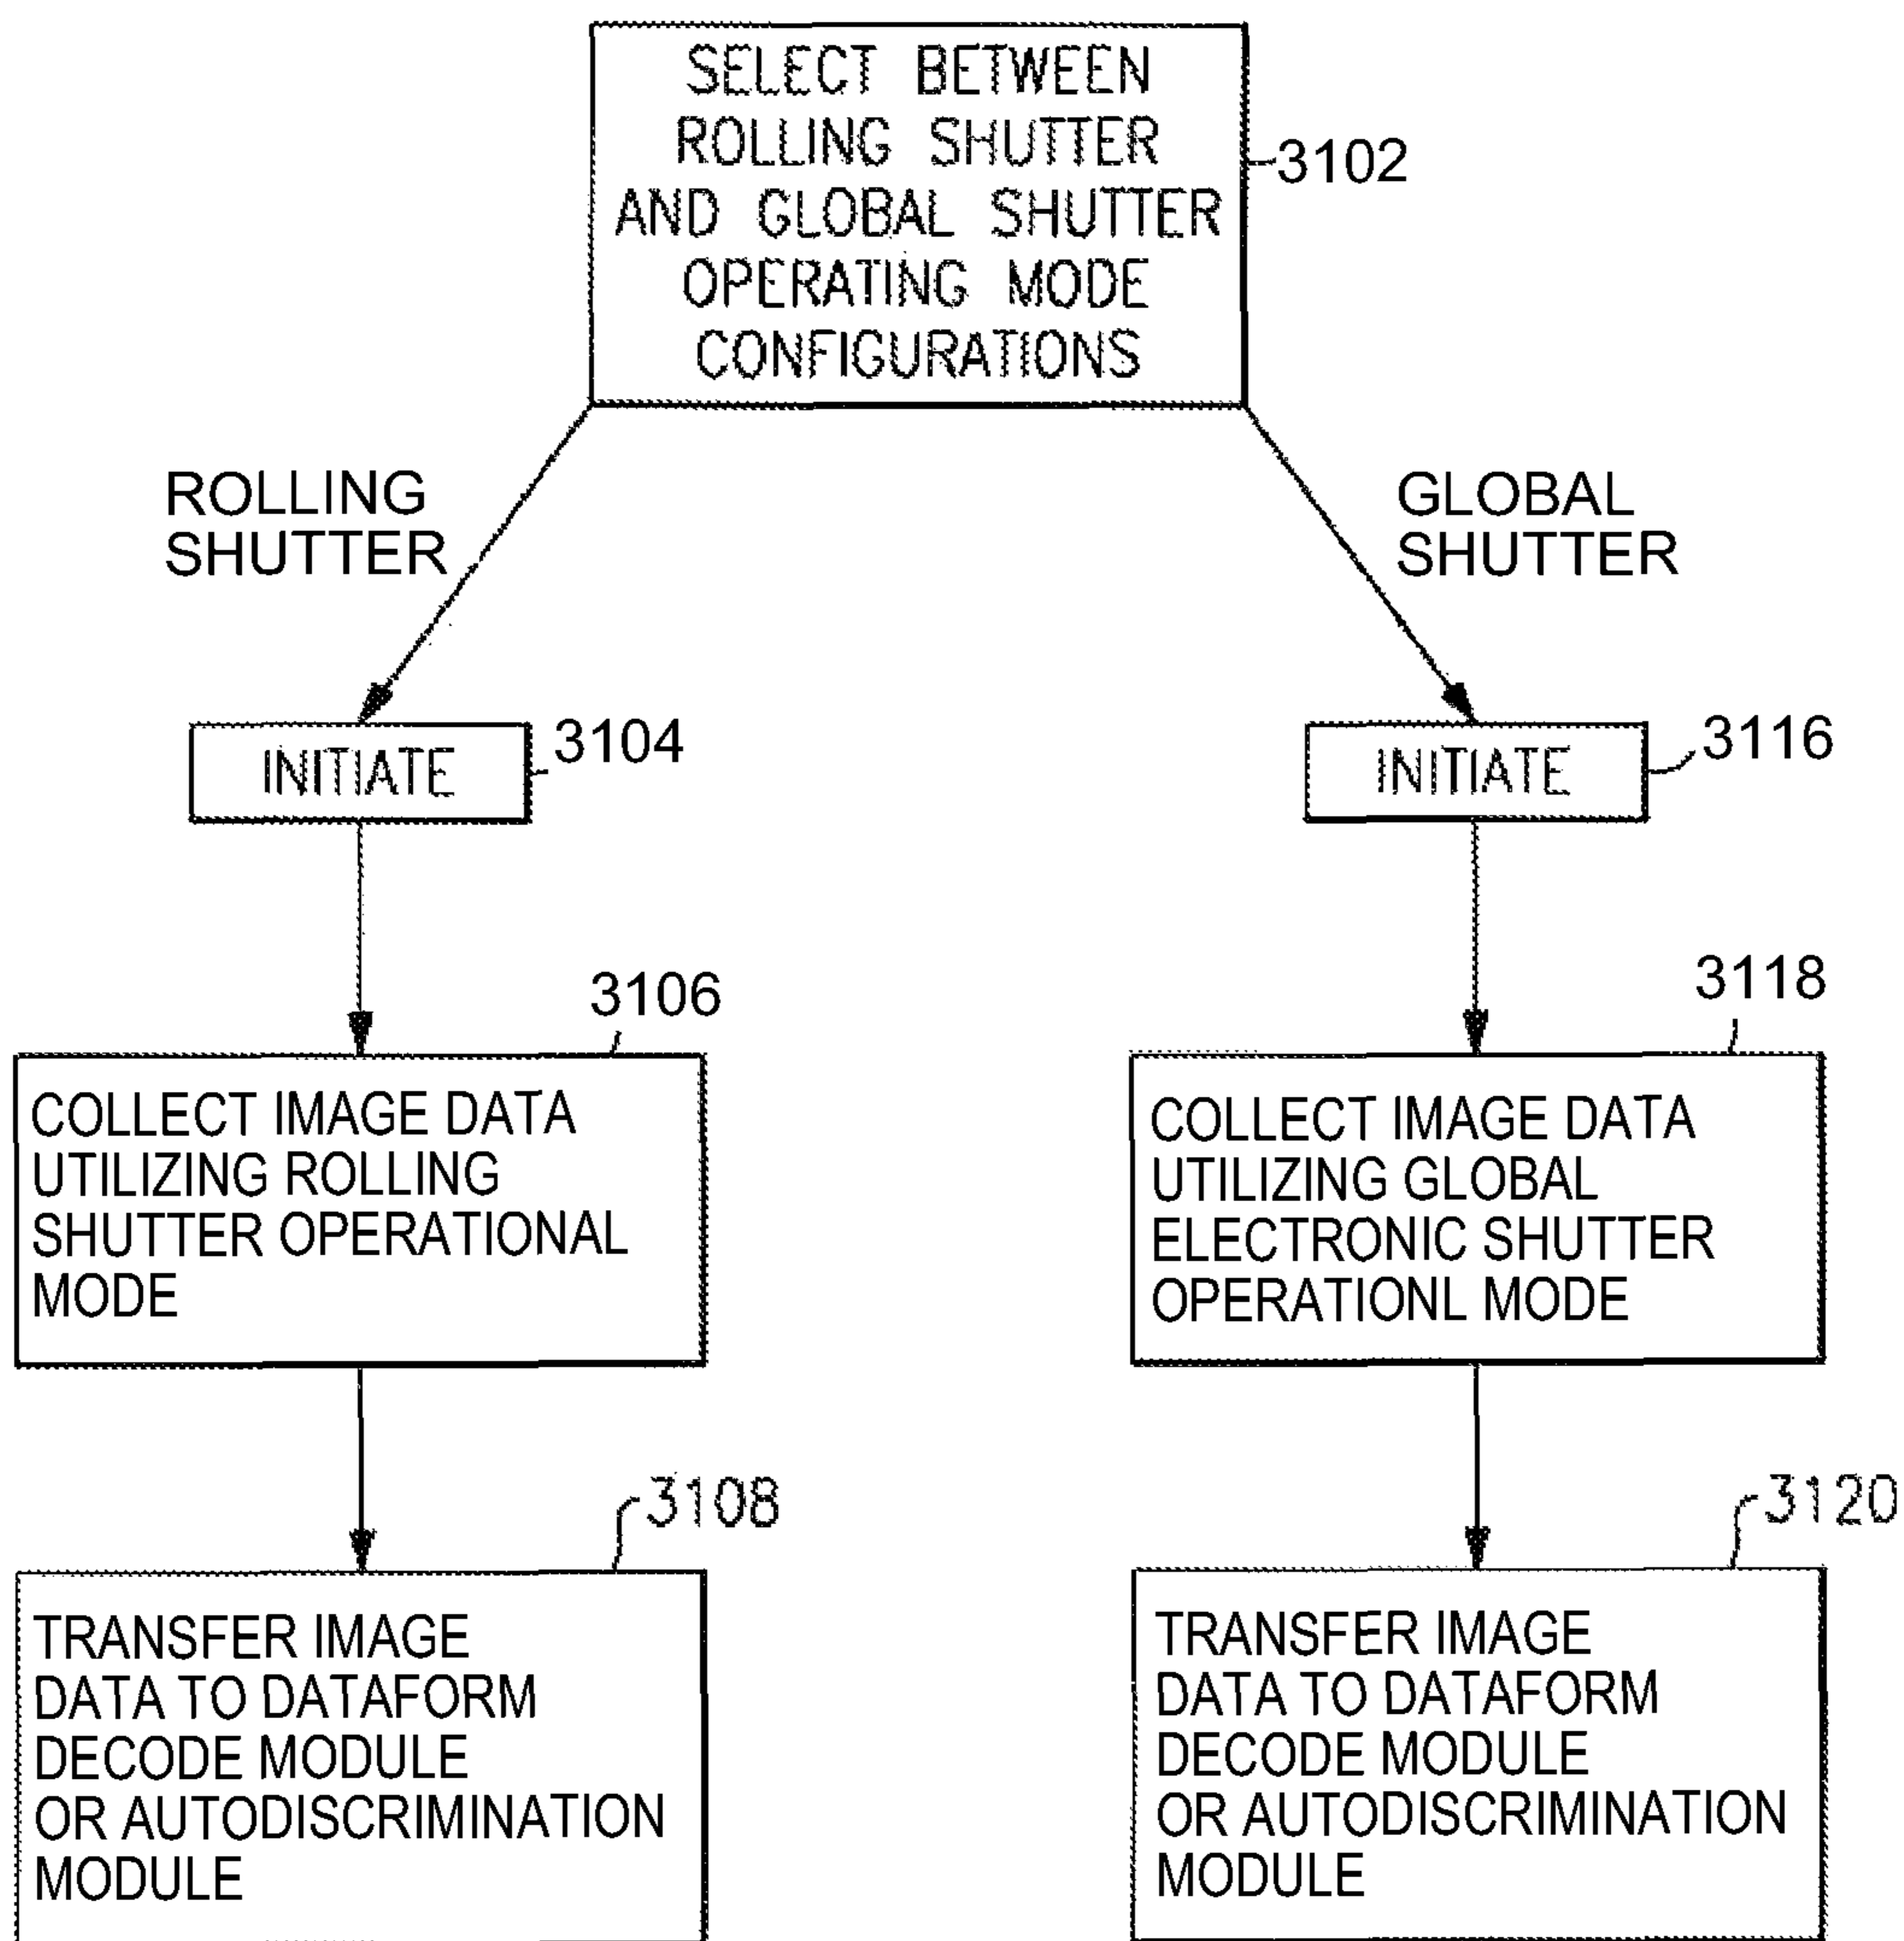 SELECT BETWEEN
ROLLING SHUTTER
AND GLOBAL SHUTTER
OPERATING MODE
CONFIGURATIONS
3102
ROLLING
SHUTTER
GLOBAL
SHUTTER
INITIATE
3104
INITIATE
3116
3106
COLLECT IMAGE DATA
UTILIZING ROLLING
SHUTTER OPERATIONAL
MODE
3118
COLLECT IMAGE DATA
UTILIZING GLOBAL
ELECTRONIC SHUTTER
OPERATIONL MODE
3108
TRANSFER IMAGE
DATA TO DATAFORM
DECODE MODULE
OR AUTODISCRIMINATION
MODULE
3120
TRANSFER IMAGE
DATA TO DATAFORM
DECODE MODULE
OR AUTODISCRIMINATION
MODULE